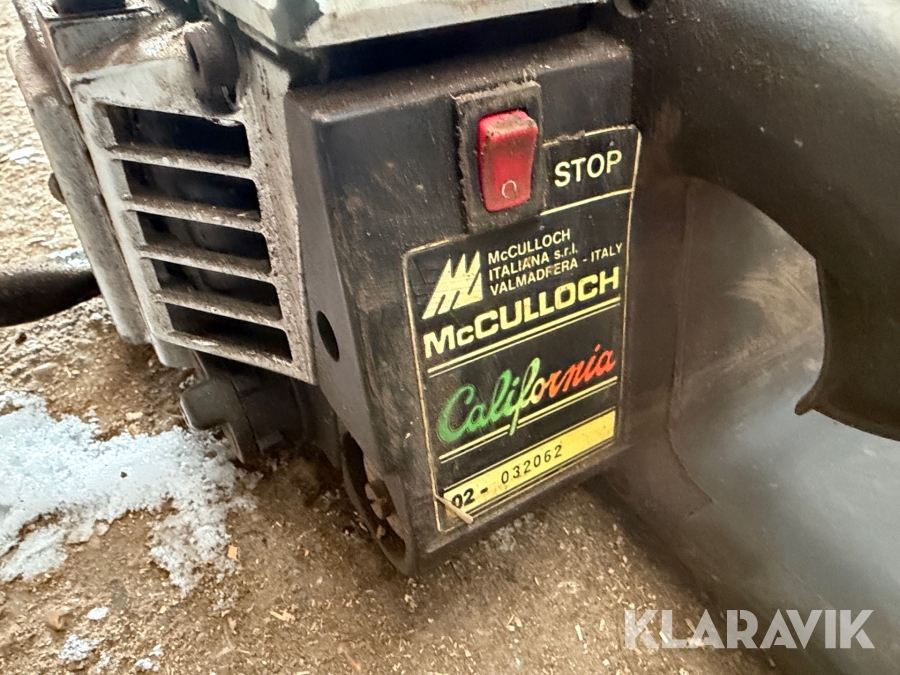 STOP
McCULLOCH
ITALIANA s.r.l.
VALMADRERA - ITALY
McCULLOCH
California
02- 032062
KLARAVIK